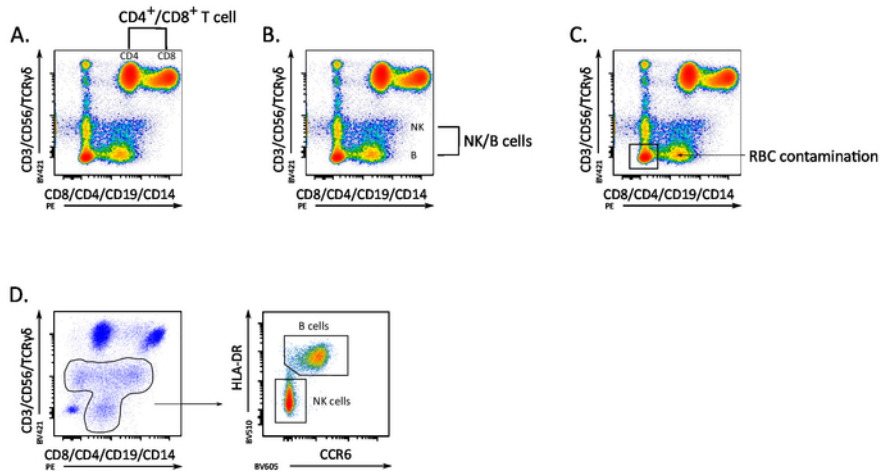 CD4+/CD8+ T cell
A.
CD4
CD8
CD3/CD56/TCRγδ
BV421
CD8/CD4/CD19/CD14
PE
B.
NK
B
NK/B cells
CD3/CD56/TCRγδ
BV421
CD8/CD4/CD19/CD14
PE
C.
RBC contamination
CD3/CD56/TCRγδ
BV421
CD8/CD4/CD19/CD14
PE
D.
CD3/CD56/TCRγδ
BV421
CD8/CD4/CD19/CD14
PE
B cells
NK cells
HLA-DR
BV510
CCR6
BV605